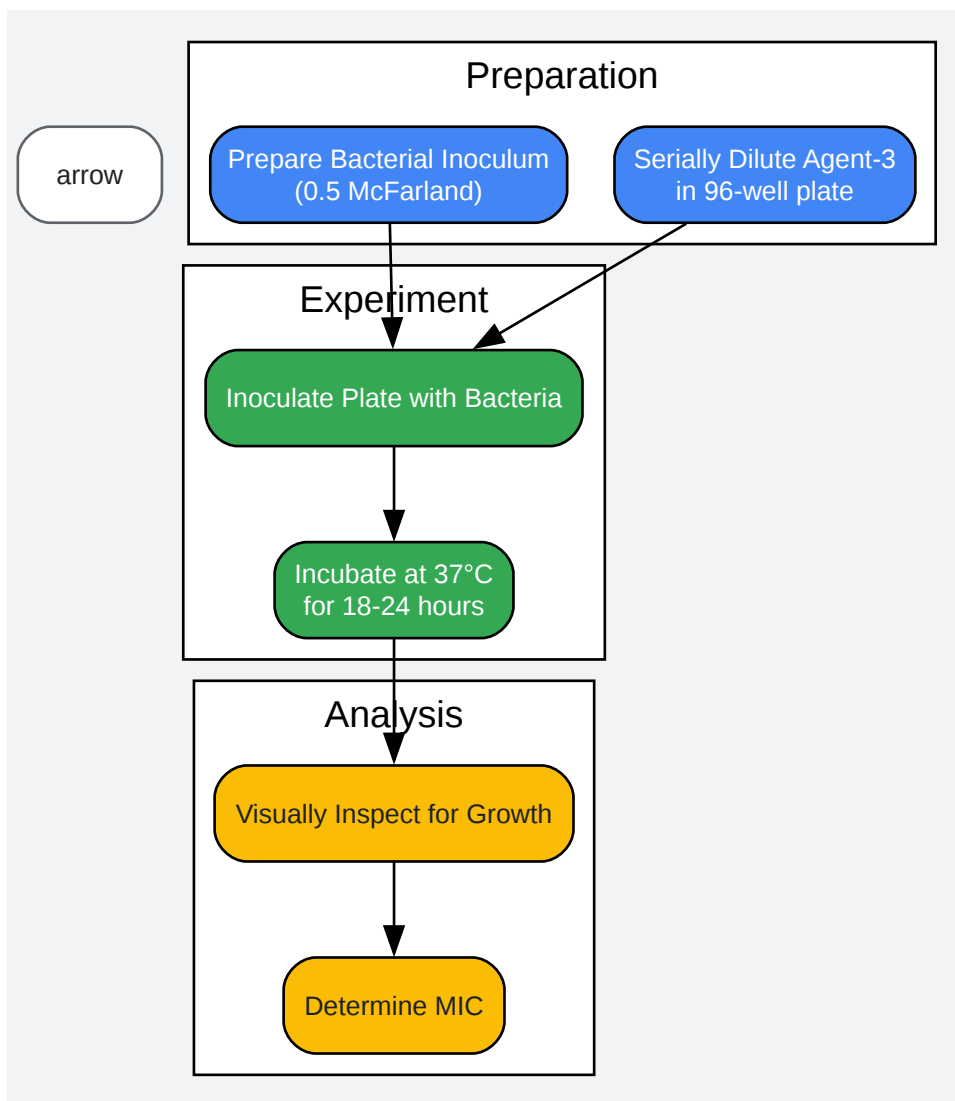 Preparation
arrow
Prepare Bacterial Inoculum
(0.5 McFarland)
Serially Dilute Agent-3
in 96-well plate
Experiment
Inoculate Plate with Bacteria
Incubate at 37°C
for 18-24 hours
Analysis
Visually Inspect for Growth
Determine MIC